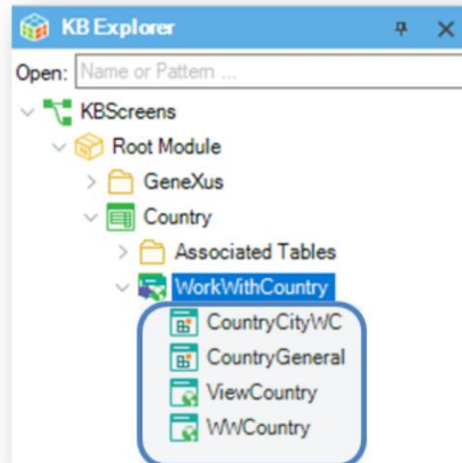 KB Explorer
Open: Name or Pattern ...
KBScreens
Root Module
GeneXus
Country
Associated Tables
WorkWithCountry
CountryCityWC
CountryGeneral
ViewCountry
WWCountry